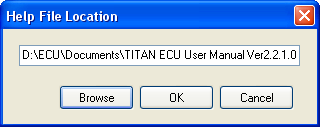 Help File Location
D:\ECU\Documents\TITAN ECU User Manual Ver2.2.1.0
Browse
OK
Cancel